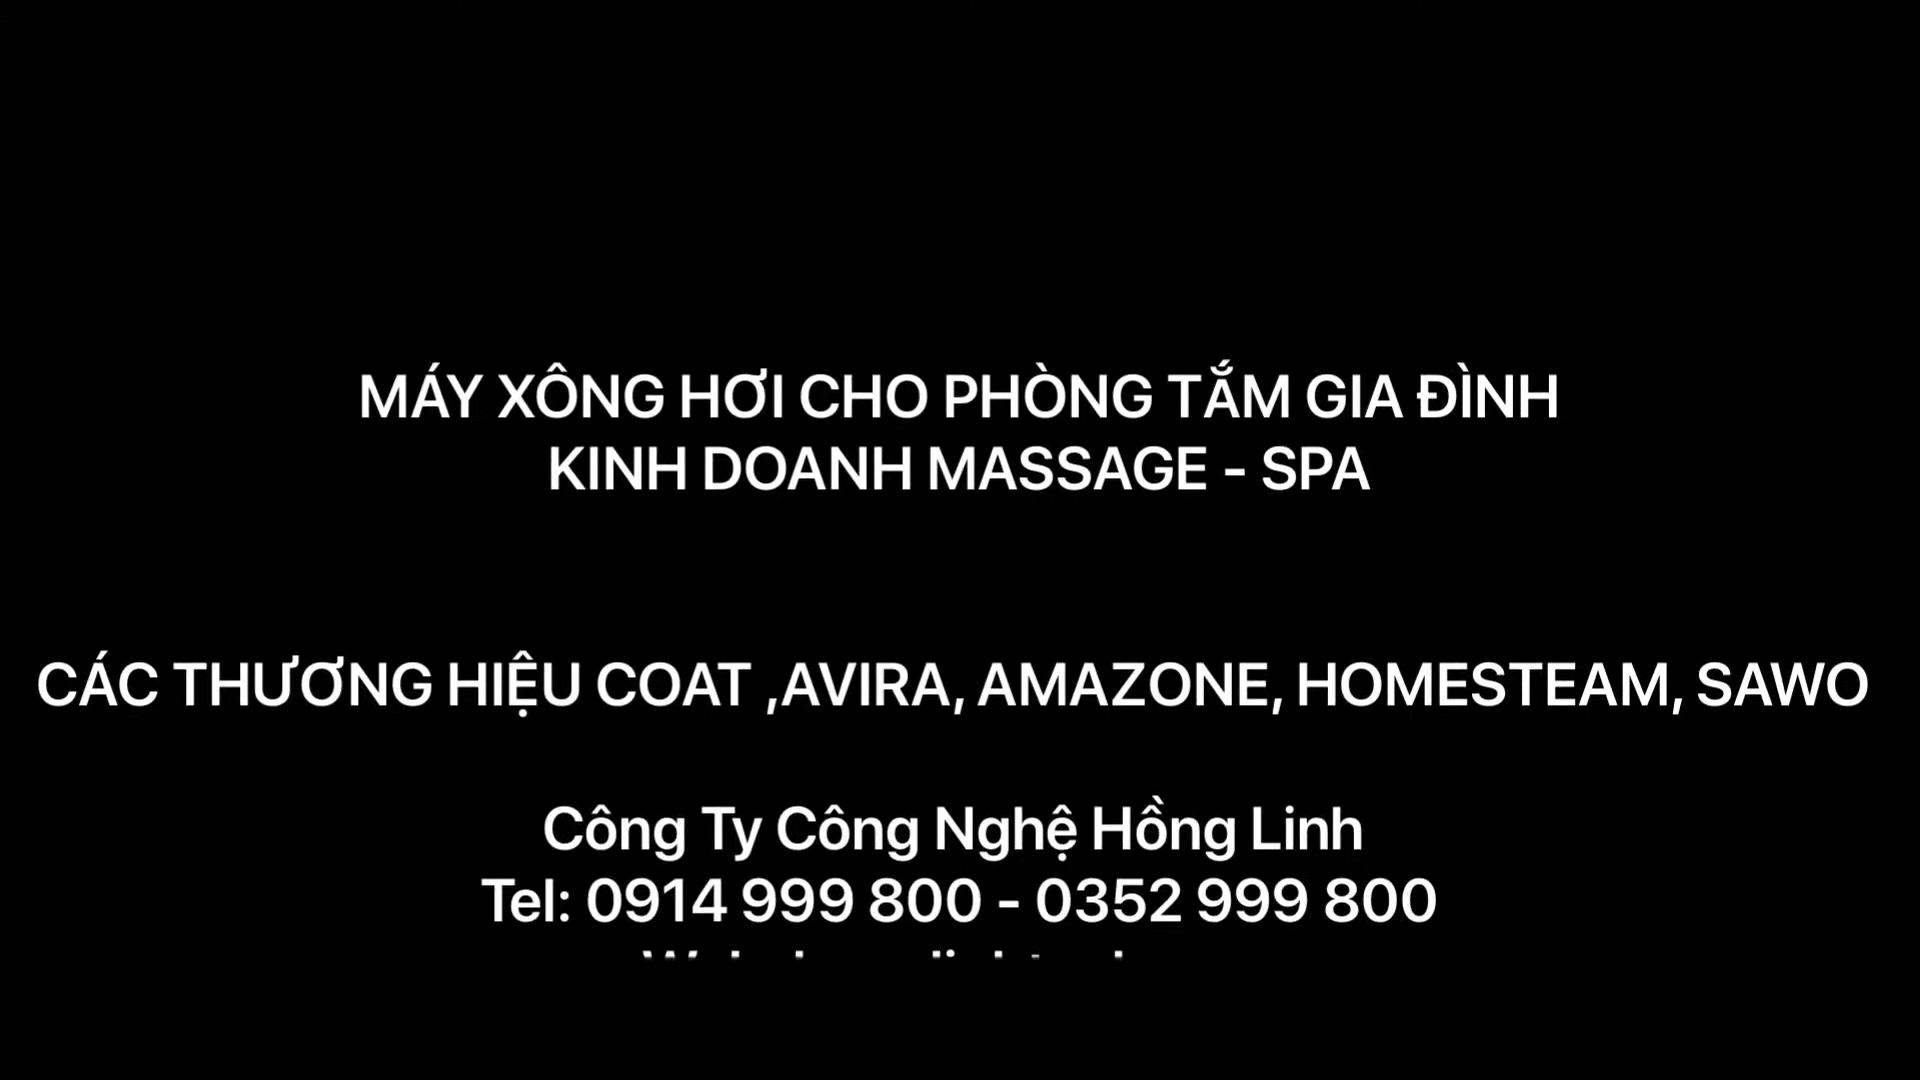 MÁY XÔNG HƠI CHO PHÒNG TẮM GIA ĐÌNH
KINH DOANH MASSAGE - SPA
CÁC THƯƠNG HIỆU COAT ,AVIRA, AMAZONE, HOMESTEAM, SAWO
Công Ty Công Nghệ Hồng Linh
Tel: 0914 999 800 - 0352 999 800